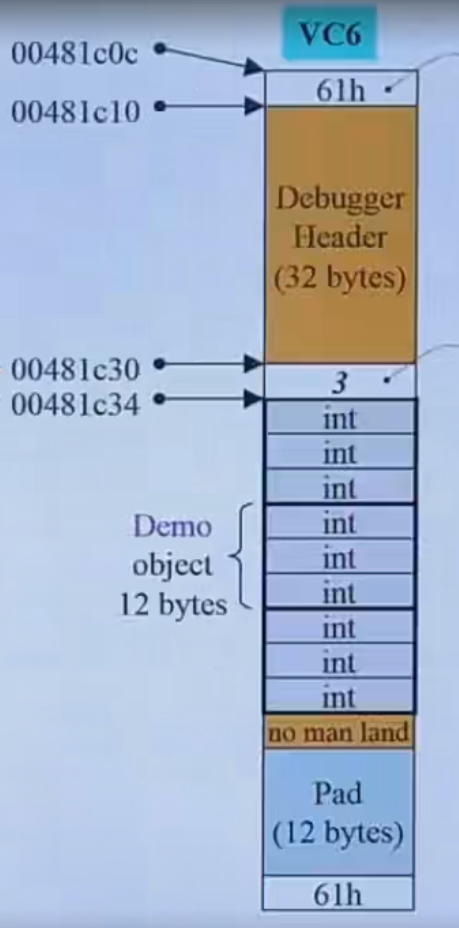 VC6
00481c0c
61h
00481c10
Debugger
Header
(32 bytes)
00481c30
3
00481c34
int
int
int
Demo
object
12 bytes
int
int
int
int
int
int
no man land
Pad
(12 bytes)
61h